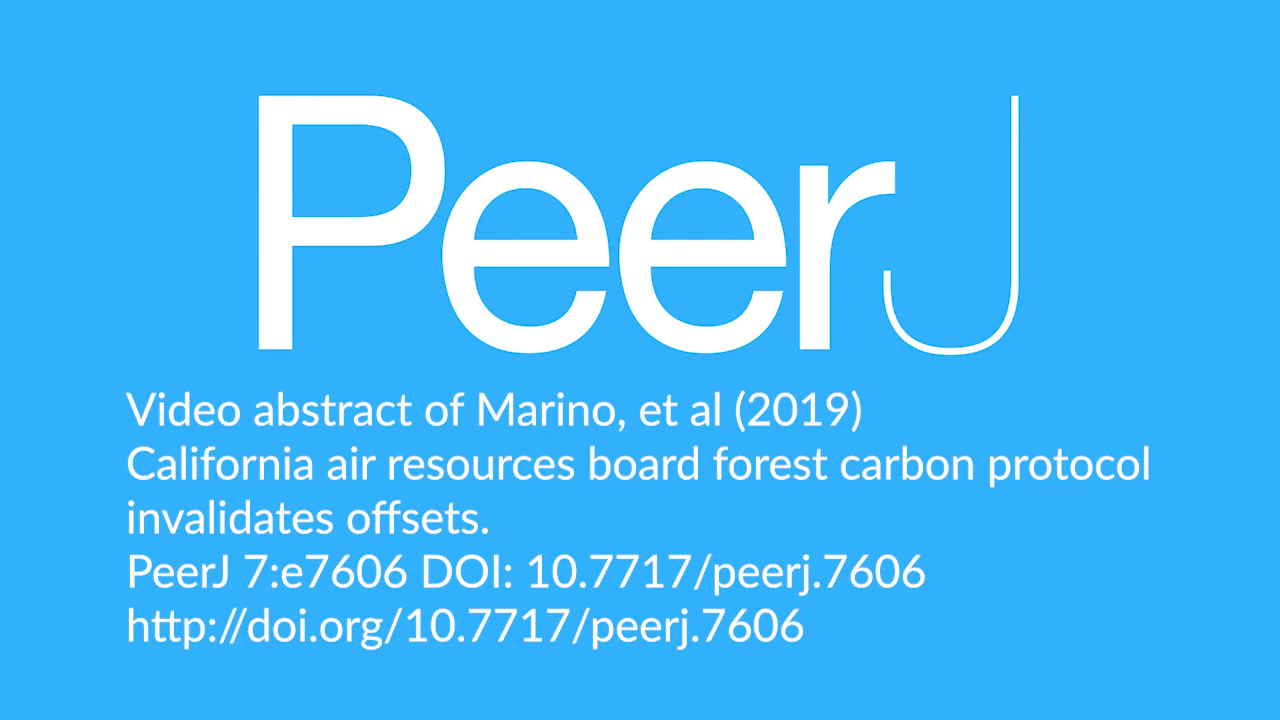 PeerJ
Video abstract of Marino, et al (2019)
California air resources board forest carbon protocol
invalidates offsets.
PeerJ 7:e7606 DOI: 10.7717/peerj.7606
http://doi.org/10.7717/peerj.7606